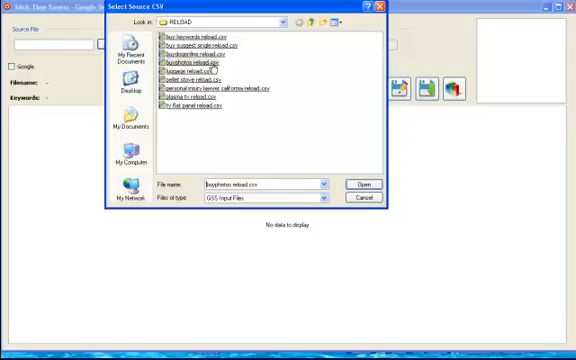 Stick Time Savers - Google S
Select Source CSV
Source File
Look in:
RELOAD
Google
Filename: -
Keywords: -
My Recent
Documents
Desktop
My Documents
My Computer
My Network
buy keywords reload.csv
buy suggest single reload.csv
buydogonline reload.csv
buyphotos reload.csv
luggage reload.csv
pellet stove reload.csv
personal injury lawyer california reload.csv
plasma tv reload.csv
tv flat panel reload.csv
File name:
buyphotos reload.csv
Open
Files of type:
GSS Input Files
Cancel
No data to display